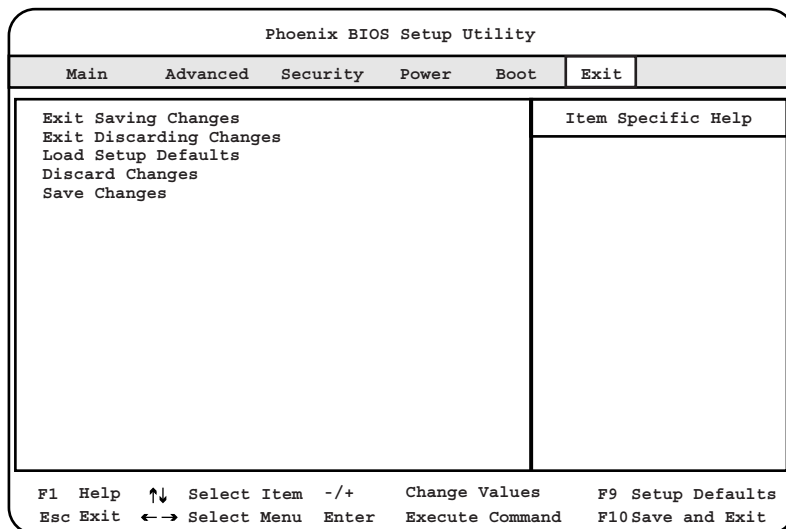 Phoenix BIOS Setup Utility
Main Advanced Security Power Boot Exit
Exit Saving Changes
Exit Discarding Changes
Load Setup Defaults
Discard Changes
Save Changes
Item Specific Help
F1 Help ↑↓ Select Item -/+ Change Values F9 Setup Defaults
Esc Exit ←→ Select Menu Enter Execute Command F10 Save and Exit